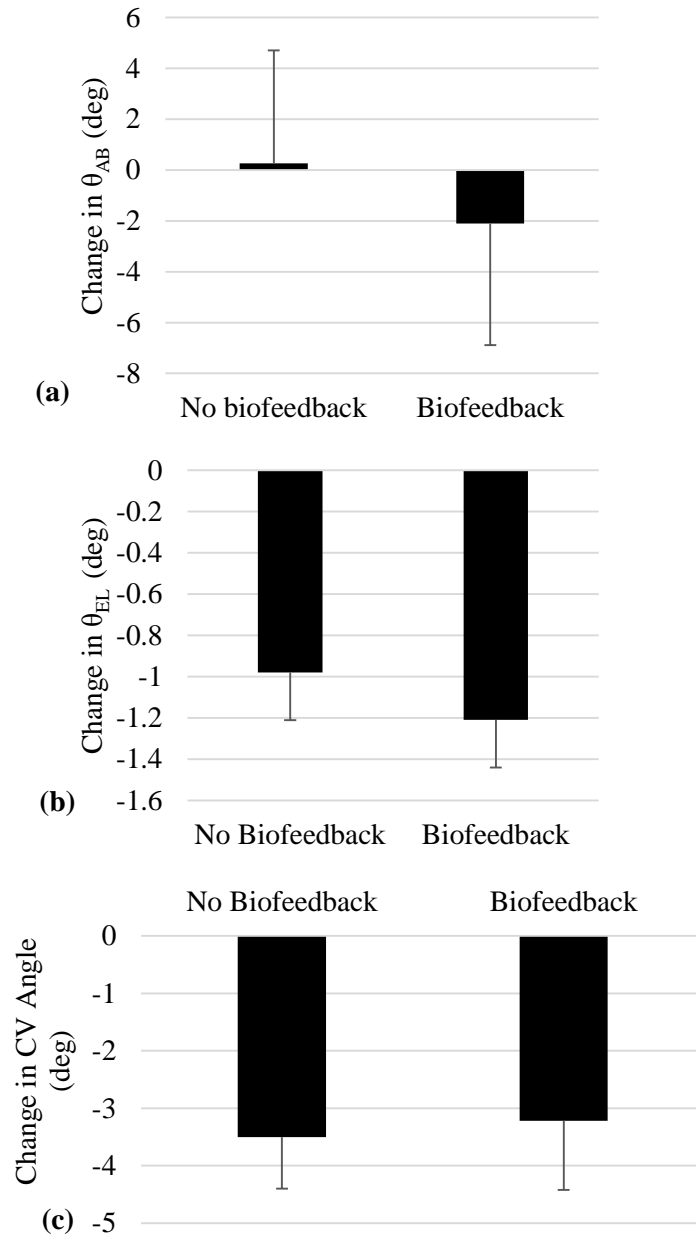 6
4
2
0
-2
-4
-6
-8
Change in θAB (deg)
(a)
No biofeedback Biofeedback
0
-0.2
-0.4
-0.6
-0.8
-1
-1.2
-1.4
-1.6
Change in θEL (deg)
(b)
No Biofeedback Biofeedback
No Biofeedback Biofeedback
0
-1
-2
-3
-4
-5
Change in CV Angle
(deg)
(c)